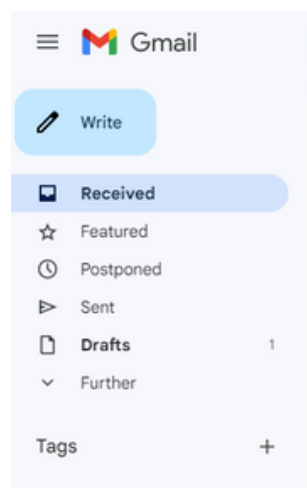 Gmail
Write
Received
Featured
Postponed
Sent
Drafts 1
Further
Tags +